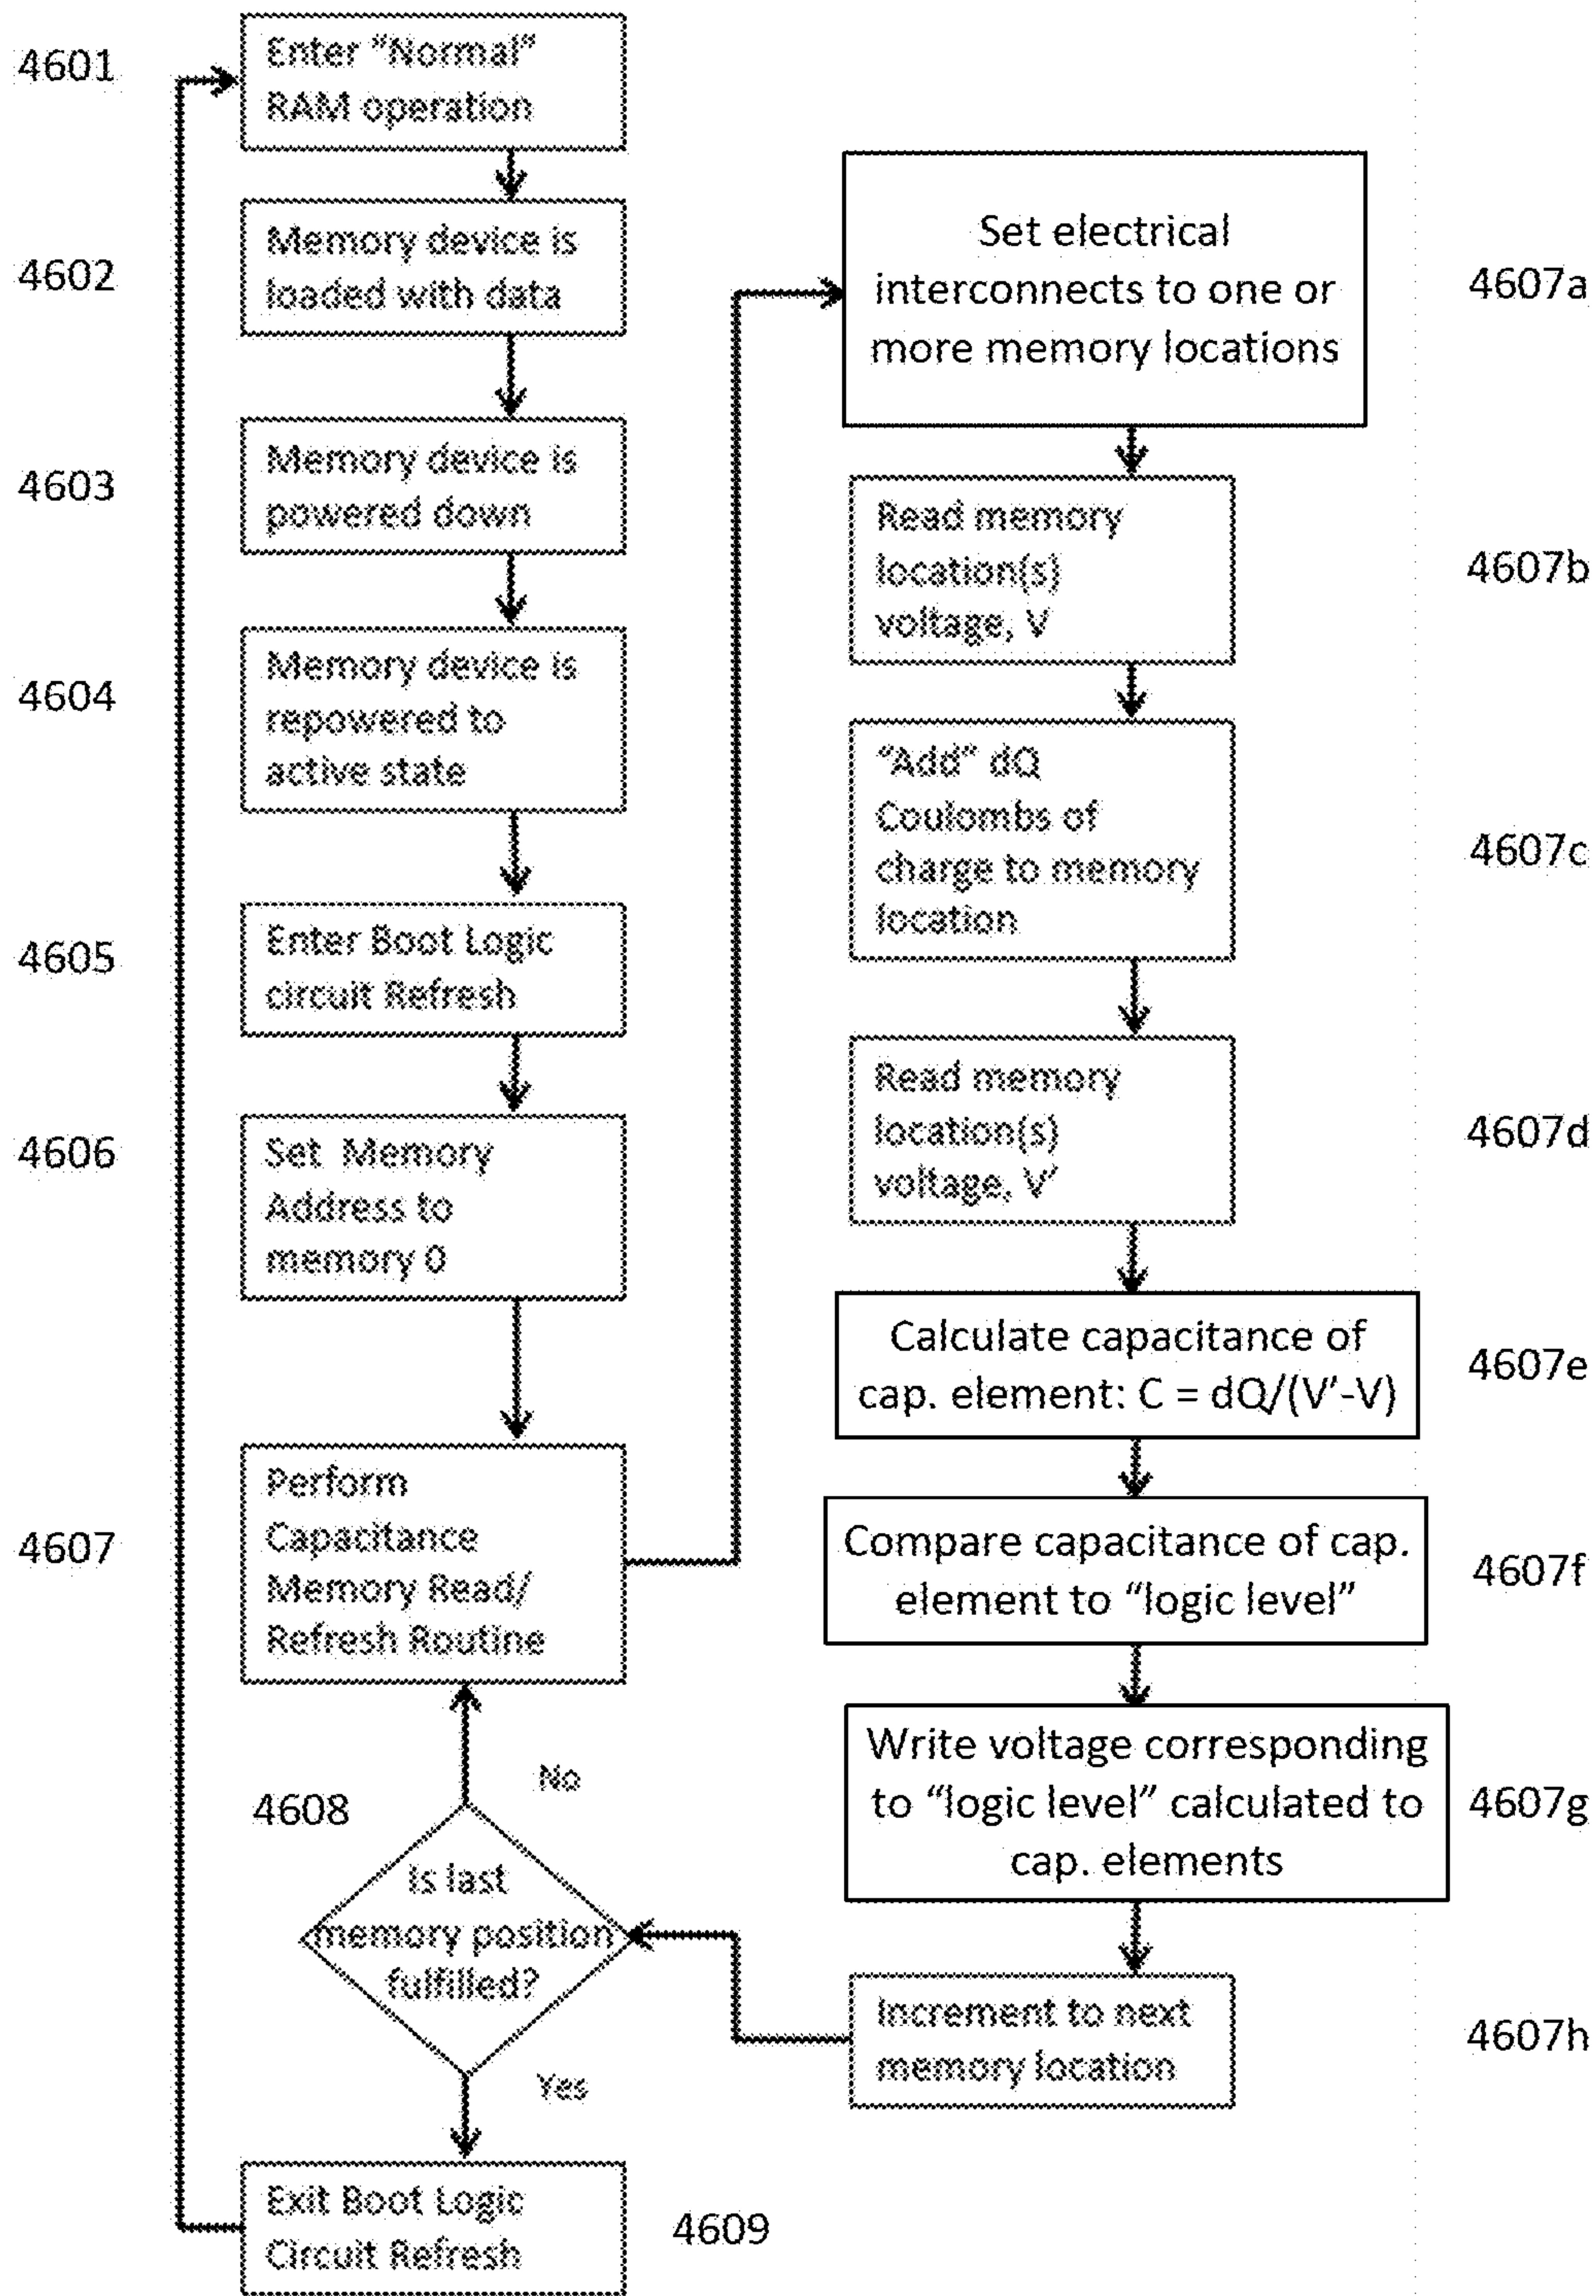 4601
Enter "Normal"
RAM operation
4602
Memory device is
loaded with data
4603
Memory device is
powered down
4604
Memory device is
repowered to
active state
4605
Enter Boot Logic
circuit Refresh
4606
Set Memory
Address to
memory 0
4607
Perform
Capacitance
Memory Read/
Refresh Routine
Set electrical
interconnects to one or
more memory locations
4607a
Read memory
location(s)
voltage, V
4607b
"Add" dQ
Coulombs of
charge to memory
location
4607c
Read memory
location(s)
voltage, V'
4607d
Calculate capacitance of
cap. element: C = dQ/(V'-V)
4607e
Compare capacitance of cap.
element to "logic level"
4607f
Write voltage corresponding
to "logic level" calculated to
cap. elements
4607g
Increment to next
memory location
4607h
No
4608
Is last
memory position
fulfilled?
Yes
Exit Boot Logic
Circuit Refresh
4609